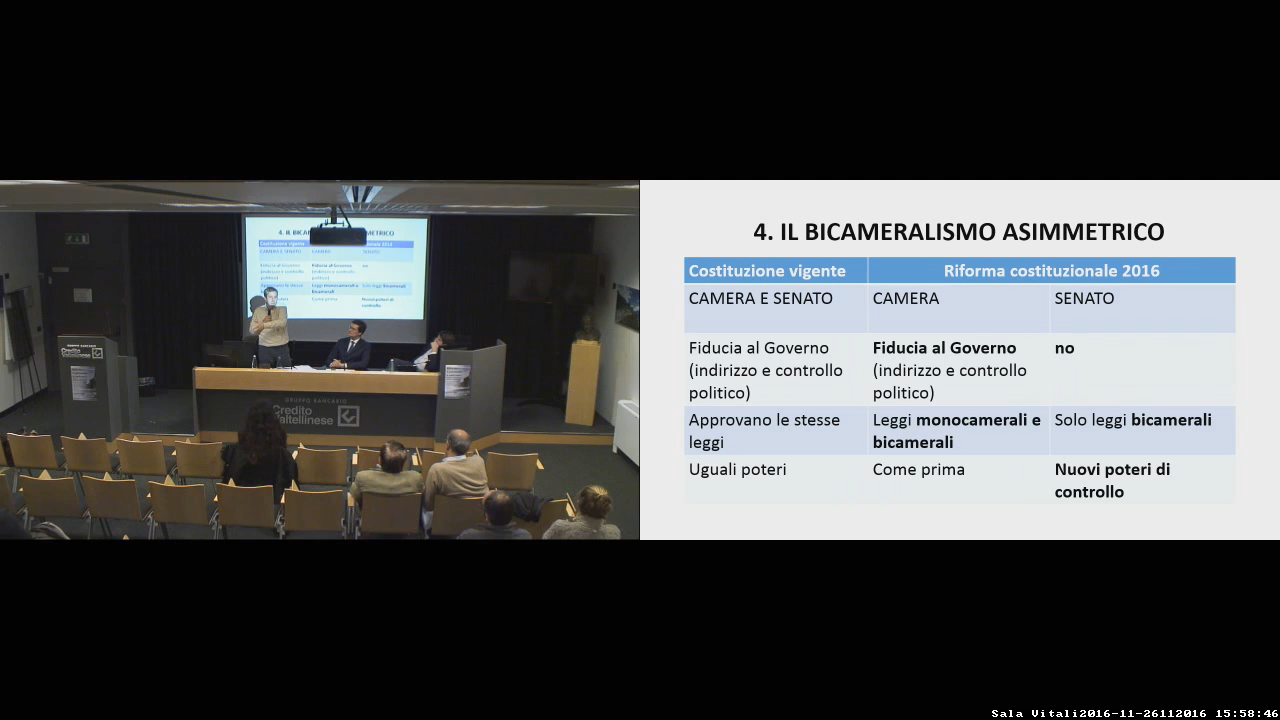 4. IL BICAMERALISMO ASIMMETRICO
Costituzione vigente
Riforma costituzionale 2016
CAMERA E SENATO
CAMERA
SENATO
Fiducia al Governo
(indirizzo e controllo
politico)
Fiducia al Governo
(indirizzo e controllo
politico)
no
Approvano le stesse
leggi
Leggi monocamerali e
bicamerali
Solo leggi bicamerali
Uguali poteri
Come prima
Nuovi poteri di
controllo
GRUPPO BANCARIO
Credito
Valtellinese
Sala Vitali2016-11-26112016 15:58:46